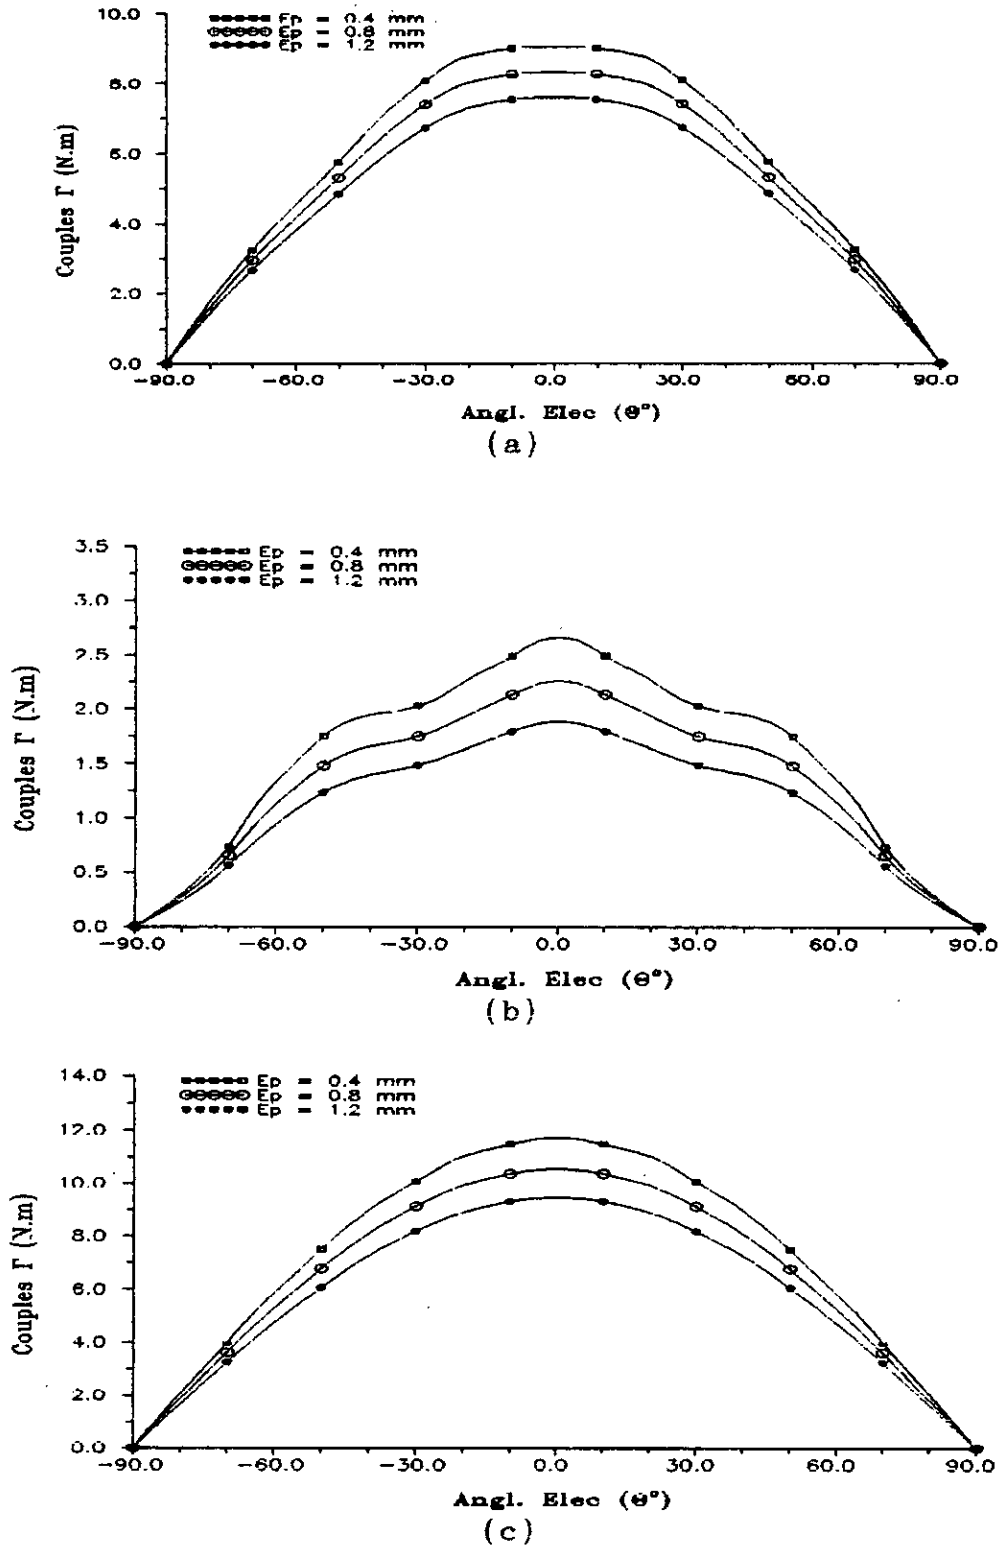 10.0
8.0
6.0
4.0
2.0
0.0
Couples Γ (N.m)
Ep = 0.4 mm
Ep = 0.8 mm
Ep = 1.2 mm
-90.0 -60.0 -30.0 0.0 30.0 60.0 90.0
Angl. Elec (Θ°)
(a)
3.5
3.0
2.5
2.0
1.5
1.0
0.5
0.0
Couples Γ (N.m)
Ep = 0.4 mm
Ep = 0.8 mm
Ep = 1.2 mm
-90.0 -60.0 -30.0 0.0 30.0 60.0 90.0
Angl. Elec (Θ°)
(b)
14.0
12.0
10.0
8.0
6.0
4.0
2.0
0.0
Couples Γ (N.m)
Ep = 0.4 mm
Ep = 0.8 mm
Ep = 1.2 mm
-90.0 -60.0 -30.0 0.0 30.0 60.0 90.0
Angl. Elec (Θ°)
(c)